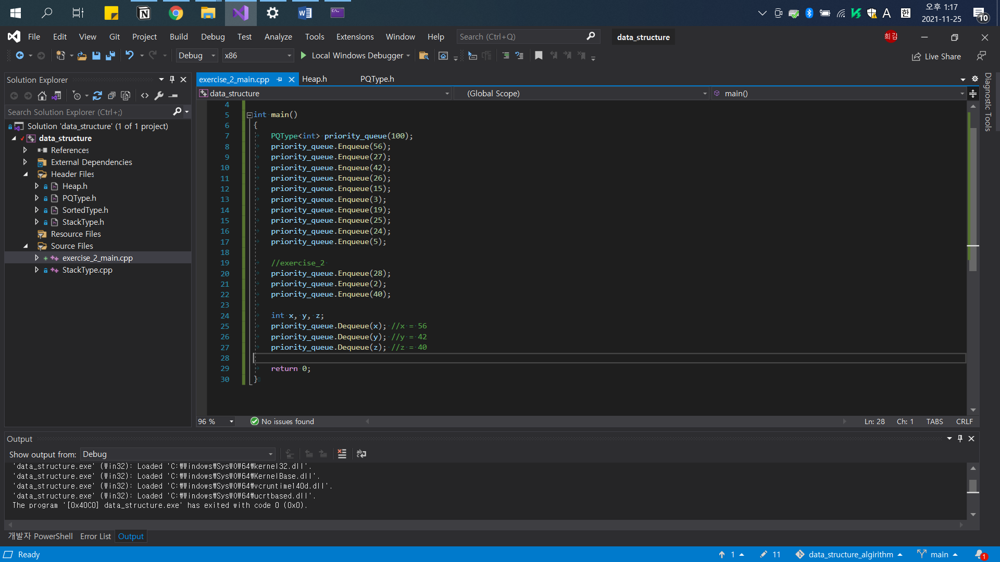 오후 1:17
A
한
2021-11-25
10
File Edit View Git Project Build Debug Test Analyze Tools Extensions Window Help Search (Ctrl+Q) data_structure 희김
Debug x86 Local Windows Debugger Live Share
Solution Explorer
Search Solution Explorer (Ctrl+;)
Solution 'data_structure' (1 of 1 project)
data_structure
References
External Dependencies
Header Files
Heap.h
PQType.h
SortedType.h
StackType.h
Resource Files
Source Files
exercise_2_main.cpp
StackType.cpp
exercise_2_main.cpp Heap.h PQType.h
data_structure (Global Scope) main()
4
5 int main()
6 {
7 PQType<int> priority_queue(100);
8 priority_queue.Enqueue(56);
9 priority_queue.Enqueue(27);
10 priority_queue.Enqueue(42);
11 priority_queue.Enqueue(26);
12 priority_queue.Enqueue(15);
13 priority_queue.Enqueue(3);
14 priority_queue.Enqueue(19);
15 priority_queue.Enqueue(25);
16 priority_queue.Enqueue(24);
17 priority_queue.Enqueue(5);
18
19 //exercise_2
20 priority_queue.Enqueue(28);
21 priority_queue.Enqueue(2);
22 priority_queue.Enqueue(40);
23
24 int x, y, z;
25 priority_queue.Dequeue(x); //x = 56
26 priority_queue.Dequeue(y); //y = 42
27 priority_queue.Dequeue(z); //z = 40
28
29 return 0;
30 }
96 % No issues found Ln: 28 Ch: 1 TABS CRLF
Diagnostic Tools
Output
Show output from: Debug
'data_structure.exe' (Win32): Loaded 'C:₩Windows₩SysWOW64₩kernel32.dll'.
'data_structure.exe' (Win32): Loaded 'C:₩Windows₩SysWOW64₩KernelBase.dll'.
'data_structure.exe' (Win32): Loaded 'C:₩Windows₩SysWOW64₩vcruntime140d.dll'.
'data_structure.exe' (Win32): Loaded 'C:₩Windows₩SysWOW64₩ucrtbased.dll'.
The program '[0x40C0] data_structure.exe' has exited with code 0 (0x0).
개발자 PowerShell Error List Output
Ready 1 11 data_structure_algirithm main 1